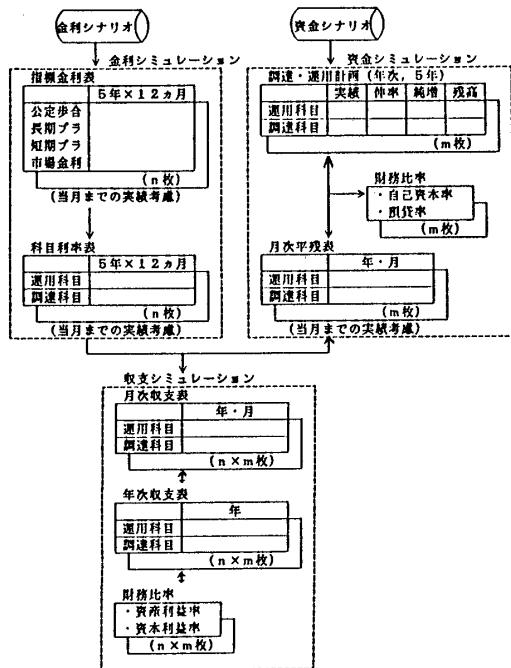 金利シナリオ
資金シナリオ
金利シミュレーション
資金シミュレーション
指標金利表
5年×12ヵ月
公定歩合
長期プラ
短期プラ
市場金利
(n枚)
(当月までの実績考慮)
科目利率表
5年×12ヵ月
運用科目
調達科目
(n枚)
(当月までの実績考慮)
調達・運用計画(年次,5年)
実績 伸率 純増 残高
運用科目
調達科目
(m枚)
財務比率
・自己資本率
・預貸率
(m枚)
月次平残表
年・月
運用科目
調達科目
(m枚)
(当月までの実績考慮)
収支シミュレーション
月次収支表
年・月
運用科目
調達科目
(n×m枚)
年次収支表
年
運用科目
調達科目
(n×m枚)
財務比率
・資産利益率
・資本利益率
(n×m枚)